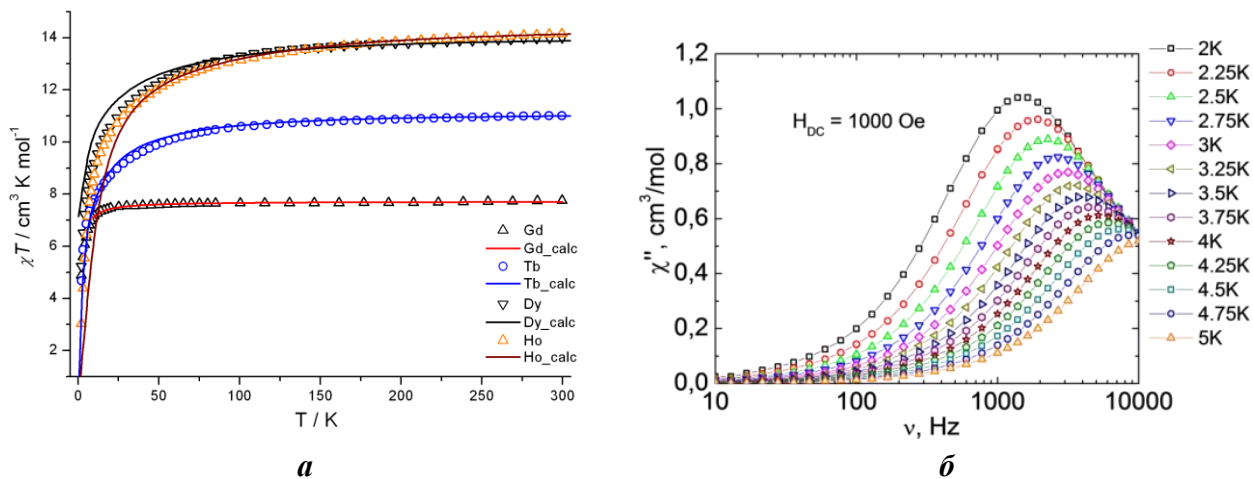 χT / cm³ K mol⁻¹
14
12
10
8
6
4
2
0
50
100
150
200
250
300
T / K
Gd
Gd_calc
Tb
Tb_calc
Dy
Dy_calc
Ho
Ho_calc
а
χ'', cm³/mol
1,2
1,0
0,8
0,6
0,4
0,2
0,0
10
100
1000
10000
ν, Hz
H_DC = 1000 Oe
2K
2.25K
2.5K
2.75K
3K
3.25K
3.5K
3.75K
4K
4.25K
4.5K
4.75K
5K
б